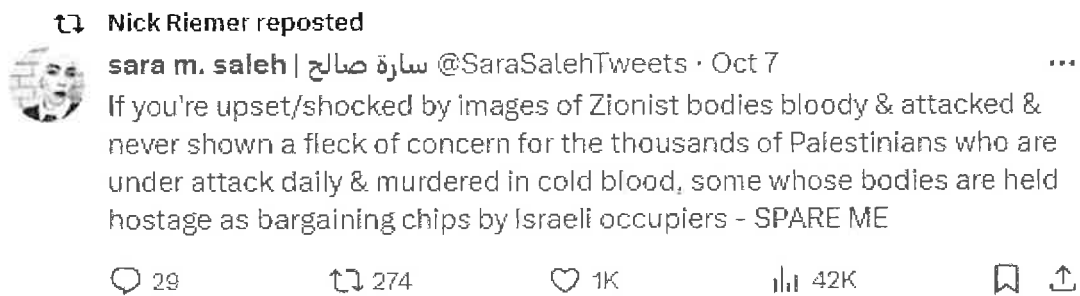 Nick Riemer reposted
sara m. saleh | سارة صالح @SaraSalehTweets · Oct 7
If you're upset/shocked by images of Zionist bodies bloody & attacked &
never shown a fleck of concern for the thousands of Palestinians who are
under attack daily & murdered in cold blood, some whose bodies are held
hostage as bargaining chips by Israeli occupiers - SPARE ME
29 274 1K 42K